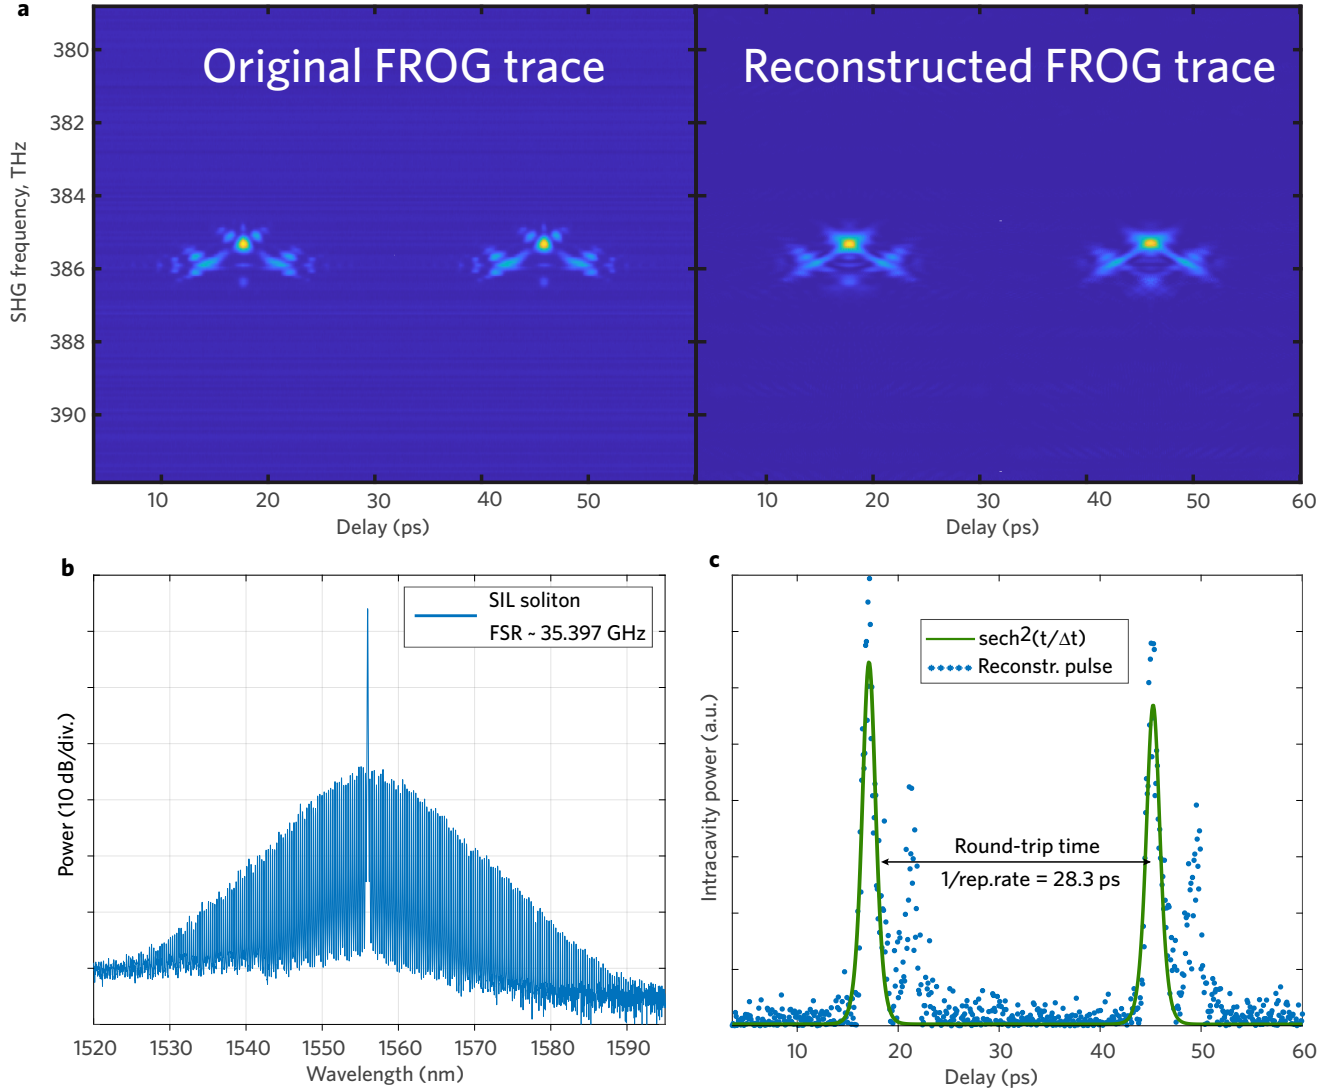 a
Original FROG trace
Reconstructed FROG trace
SHG frequency, THz
380
382
384
386
388
390
10 20 30 40 50
10 20 30 40 50 60
Delay (ps)
Delay (ps)
b
SIL soliton
FSR ~ 35.397 GHz
Power (10 dB/div.)
1520 1530 1540 1550 1560 1570 1580 1590
Wavelength (nm)
c
sech2(t/Δt)
Reconstr. pulse
Intracavity power (a.u.)
Round-trip time
1/rep.rate = 28.3 ps
10 20 30 40 50 60
Delay (ps)